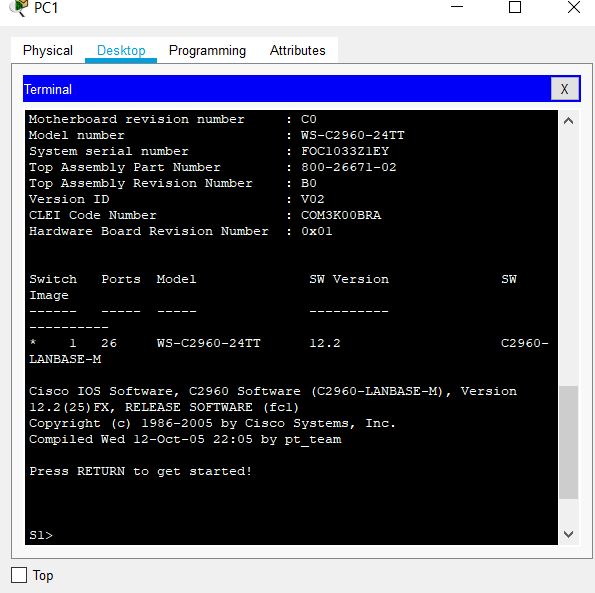 PC1
Physical Desktop Programming Attributes
Terminal X
Motherboard revision number : C0
Model number : WS-C2960-24TT
System serial number : FOC1033Z1EY
Top Assembly Part Number : 800-26671-02
Top Assembly Revision Number : B0
Version ID : V02
CLEI Code Number : COM3K00BRA
Hardware Board Revision Number : 0x01
Switch Ports Model SW Version SW
Image
------ ----- ----- ----------
----------
* 1 26 WS-C2960-24TT 12.2 C2960-
LANBASE-M
Cisco IOS Software, C2960 Software (C2960-LANBASE-M), Version
12.2(25)FX, RELEASE SOFTWARE (fc1)
Copyright (c) 1986-2005 by Cisco Systems, Inc.
Compiled Wed 12-Oct-05 22:05 by pt_team
Press RETURN to get started!
S1>
Top